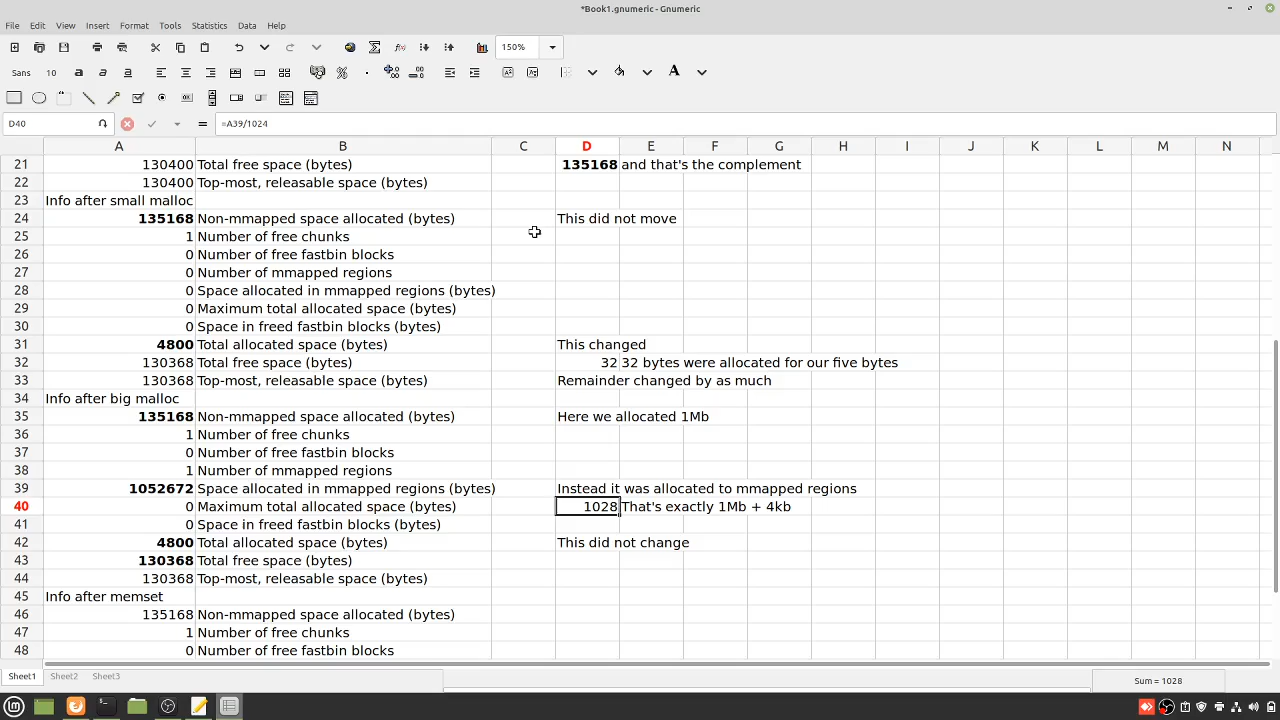 *Book1.gnumeric - Gnumeric
File Edit View Insert Format Tools Statistics Data Help
150%
Sans 10
D40 =A39/1024
A B C D E F G H I J K L M N
21 130400 Total free space (bytes) 135168 and that's the complement
22 130400 Top-most, releasable space (bytes)
23 Info after small malloc
24 135168 Non-mmapped space allocated (bytes) This did not move
25 1 Number of free chunks
26 0 Number of free fastbin blocks
27 0 Number of mmapped regions
28 0 Space allocated in mmapped regions (bytes)
29 0 Maximum total allocated space (bytes)
30 0 Space in freed fastbin blocks (bytes)
31 4800 Total allocated space (bytes) This changed
32 130368 Total free space (bytes) 32 32 bytes were allocated for our five bytes
33 130368 Top-most, releasable space (bytes) Remainder changed by as much
34 Info after big malloc
35 135168 Non-mmapped space allocated (bytes) Here we allocated 1Mb
36 1 Number of free chunks
37 0 Number of free fastbin blocks
38 1 Number of mmapped regions
39 1052672 Space allocated in mmapped regions (bytes) Instead it was allocated to mmapped regions
40 0 Maximum total allocated space (bytes) 1028 That's exactly 1Mb + 4kb
41 0 Space in freed fastbin blocks (bytes)
42 4800 Total allocated space (bytes) This did not change
43 130368 Total free space (bytes)
44 130368 Top-most, releasable space (bytes)
45 Info after memset
46 135168 Non-mmapped space allocated (bytes)
47 1 Number of free chunks
48 0 Number of free fastbin blocks
Sheet1 Sheet2 Sheet3 Sum = 1028